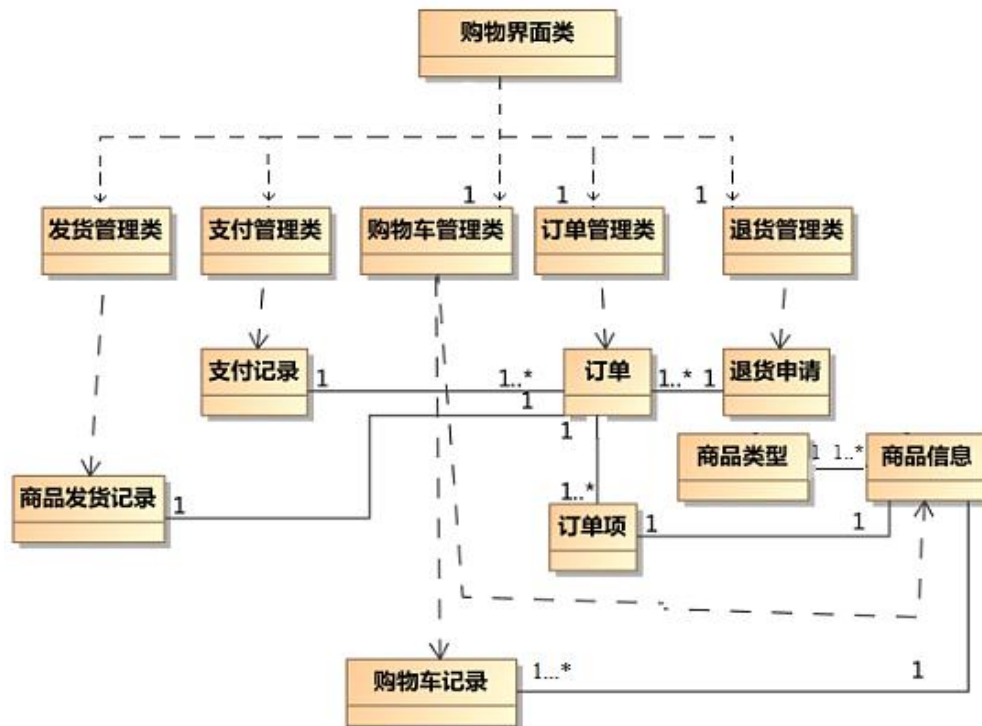 购物界面类
1 1 1
发货管理类 支付管理类 购物车管理类 订单管理类 退货管理类
支付记录 订单 退货申请
1 1..* 1..* 1
1
1
商品类型 1 1..* 商品信息
商品发货记录 1
1..*
订单项 1 1
购物车记录 1...* 1